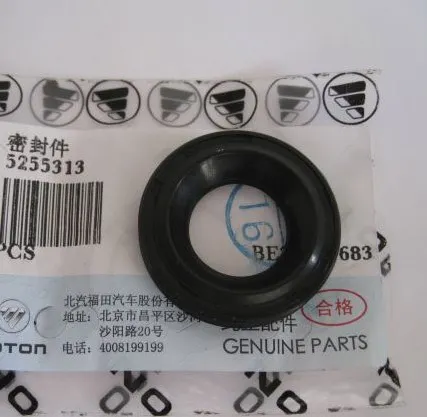 密封件
5255313
PCS
16
BE
683
北汽福田汽车股份有
地址: 北京市昌平区沙
沙阳路20号
电话: 4008199199
合格
GENUINE PARTS
OTON